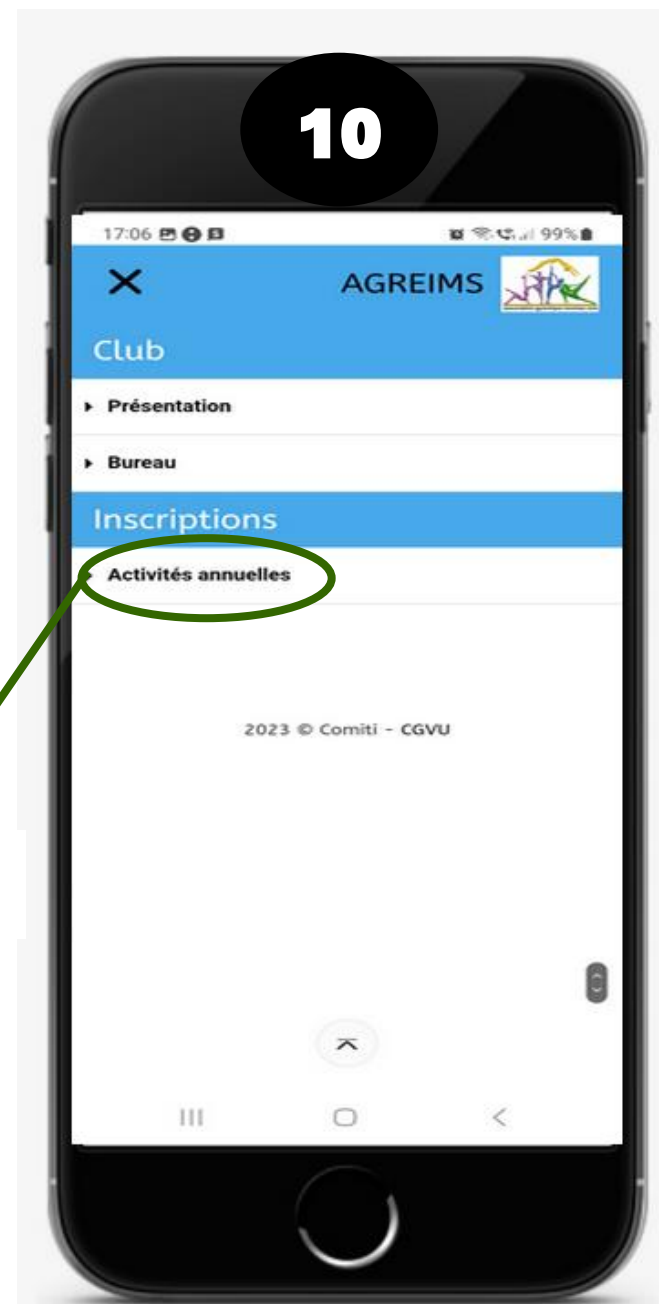 10
17:06 99%
AGREIMS
Club
Présentation
Bureau
Inscriptions
Activités annuelles
2023 © Comiti - CGVU